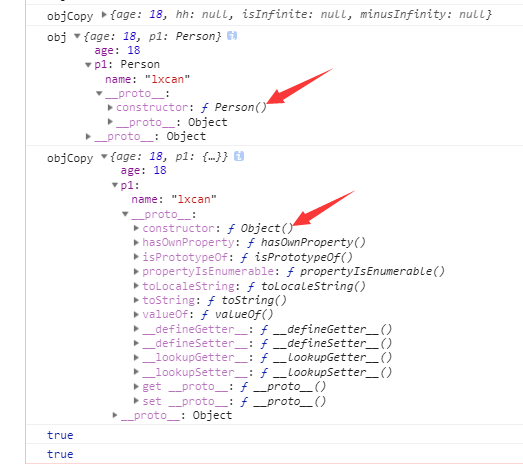 objCopy ▶{age: 18, hh: null, isInfinite: null, minusInfinity: null}
obj ▼{age: 18, p1: Person} i
age: 18
▼p1: Person
name: "lxcan"
▼__proto__:
▶constructor: ƒ Person()
▶__proto__: Object
▶__proto__: Object
objCopy ▼{age: 18, p1: {…}} i
age: 18
▼p1:
name: "lxcan"
▼__proto__:
▶constructor: ƒ Object()
▶hasOwnProperty: ƒ hasOwnProperty()
▶isPrototypeOf: ƒ isPrototypeOf()
▶propertyIsEnumerable: ƒ propertyIsEnumerable()
▶toLocaleString: ƒ toLocaleString()
▶toString: ƒ toString()
▶valueOf: ƒ valueOf()
▶__defineGetter__: ƒ __defineGetter__()
▶__defineSetter__: ƒ __defineSetter__()
▶__lookupGetter__: ƒ __lookupGetter__()
▶__lookupSetter__: ƒ __lookupSetter__()
▶get __proto__: ƒ __proto__()
▶set __proto__: ƒ __proto__()
▶__proto__: Object
true
true